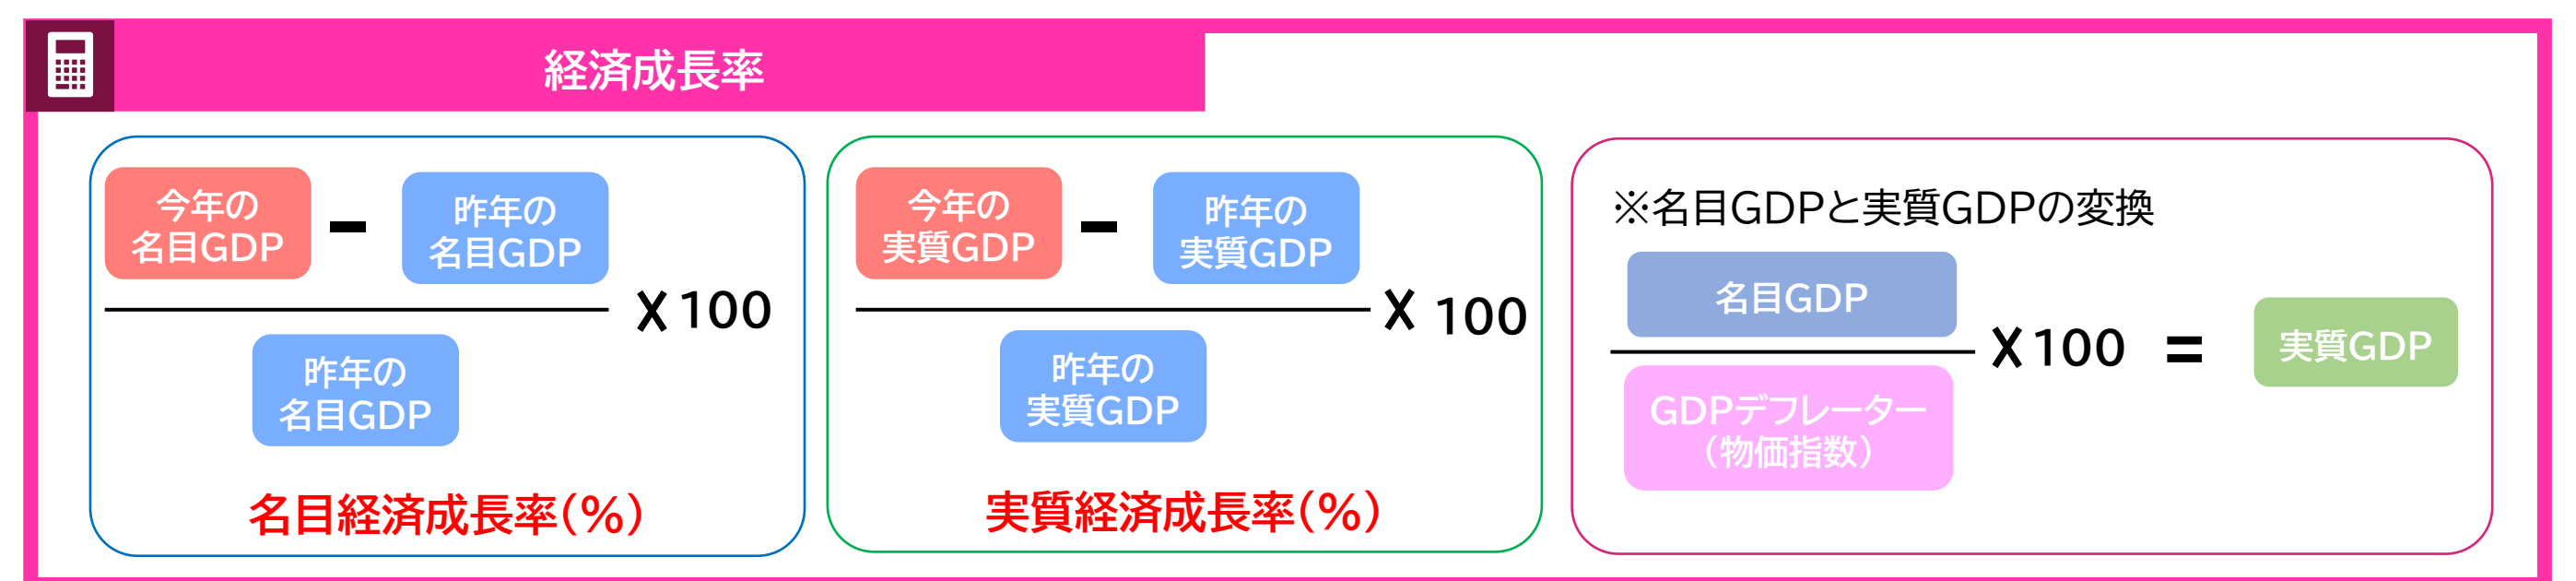 経済成長率
今年の
名目GDP
-
昨年の
名目GDP
×100
昨年の
名目GDP
名目経済成長率(%)
今年の
実質GDP
-
昨年の
実質GDP
× 100
昨年の
実質GDP
実質経済成長率(%)
※名目GDPと実質GDPの変換
名目GDP
GDPデフレーター
(物価指数)
×100 = 実質GDP